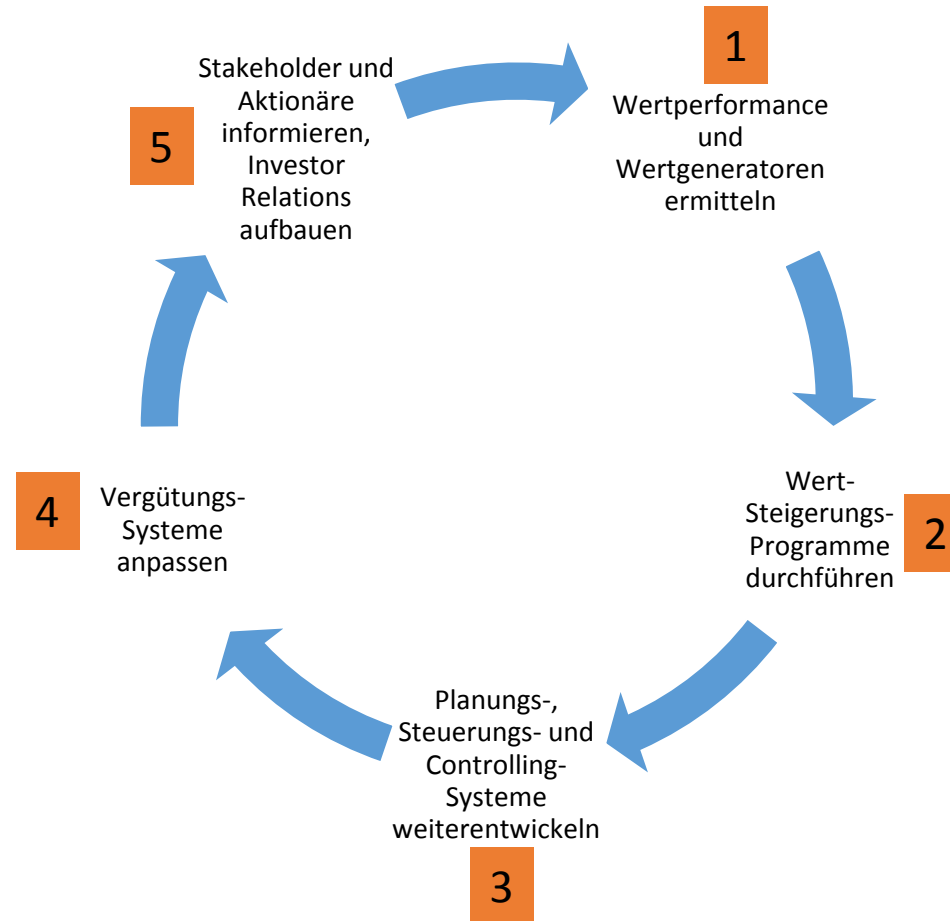 1
Wertperformance
und
Wertgeneratoren
ermitteln
2
Wert-
Steigerungs-
Programme
durchführen
Planungs-,
Steuerungs- und
Controlling-
Systeme
weiterentwickeln
3
4
Vergütungs-
Systeme
anpassen
5
Stakeholder und
Aktionäre
informieren,
Investor
Relations
aufbauen